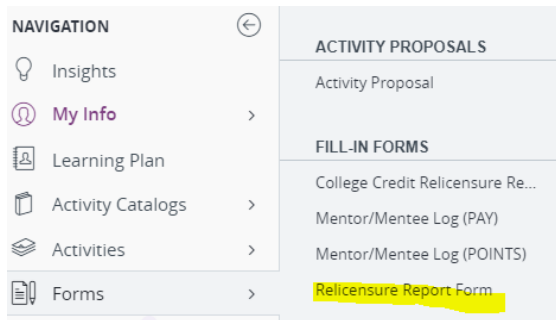 NAVIGATION
Insights
My Info
Learning Plan
Activity Catalogs
Activities
Forms
ACTIVITY PROPOSALS
Activity Proposal
FILL-IN FORMS
College Credit Relicensure Re...
Mentor/Mentee Log (PAY)
Mentor/Mentee Log (POINTS)
Relicensure Report Form